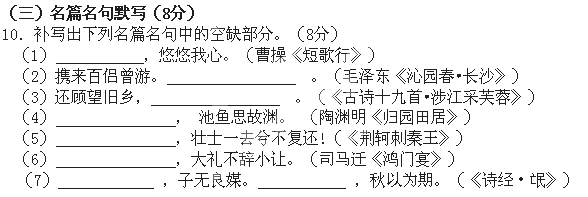 （三）名篇名句默写（8分）
10．补写出下列名篇名句中的空缺部分。（8分）
（1）____________，悠悠我心。（曹操《短歌行》）
（2）携来百侣曾游。________________ 。（毛泽东《沁园春•长沙》）
（3）还顾望旧乡，________________ 。（《古诗十九首•涉江采芙蓉》）
（4）______________， 池鱼思故渊。 （陶渊明《归园田居》）
（5）______________，壮士一去兮不复还！（《荆轲刺秦王》）
（6）______________，大礼不辞小让。（司马迁《鸿门宴》）
（7）____________ ，子无良媒。___________ ，秋以为期。（《诗经·氓》）